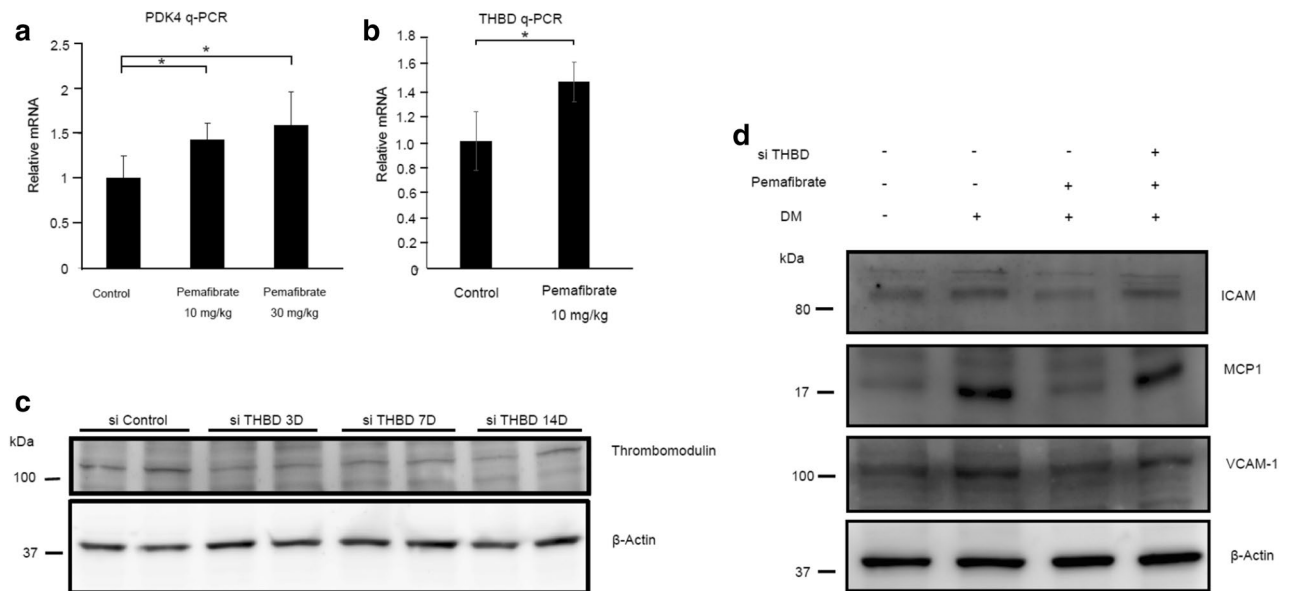 a
PDK4 q-PCR
Relative mRNA
2.5
2
1.5
1
0.5
0
*
*
Control
Pemafibrate
10 mg/kg
Pemafibrate
30 mg/kg
b
THBD q-PCR
Relative mRNA
1.8
1.6
1.4
1.2
1.0
0.8
0.6
0.4
0.2
0
*
Control
Pemafibrate
10 mg/kg
c
kDa
si Control
si THBD 3D
si THBD 7D
si THBD 14D
100
Thrombomodulin
37
β-Actin
d
si THBD - - - +
Pemafibrate - - + +
DM - + + +
kDa
80
ICAM
17
MCP1
100
VCAM-1
37
β-Actin